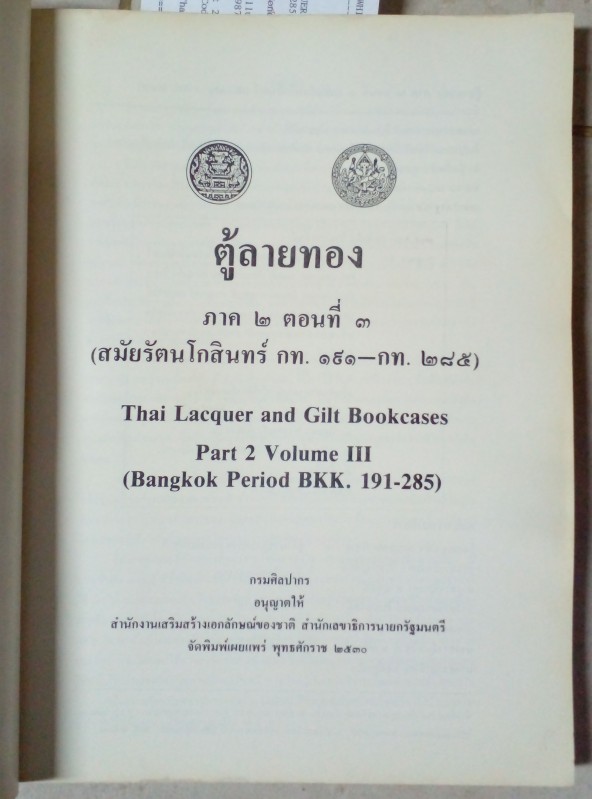 ตู้ลายทอง
ภาค ๒ ตอนที่ ๓
(สมัยรัตนโกสินทร์ กท. ๑๙๑—กท. ๒๘๕)
Thai Lacquer and Gilt Bookcases
Part 2 Volume III
(Bangkok Period BKK. 191-285)
กรมศิลปากร
อนุญาตให้
สำนักงานเสริมสร้างเอกลักษณ์ของชาติ สำนักเลขาธิการนายกรัฐมนตรี
จัดพิมพ์เผยแพร่ พุทธศักราช ๒๕๓๐